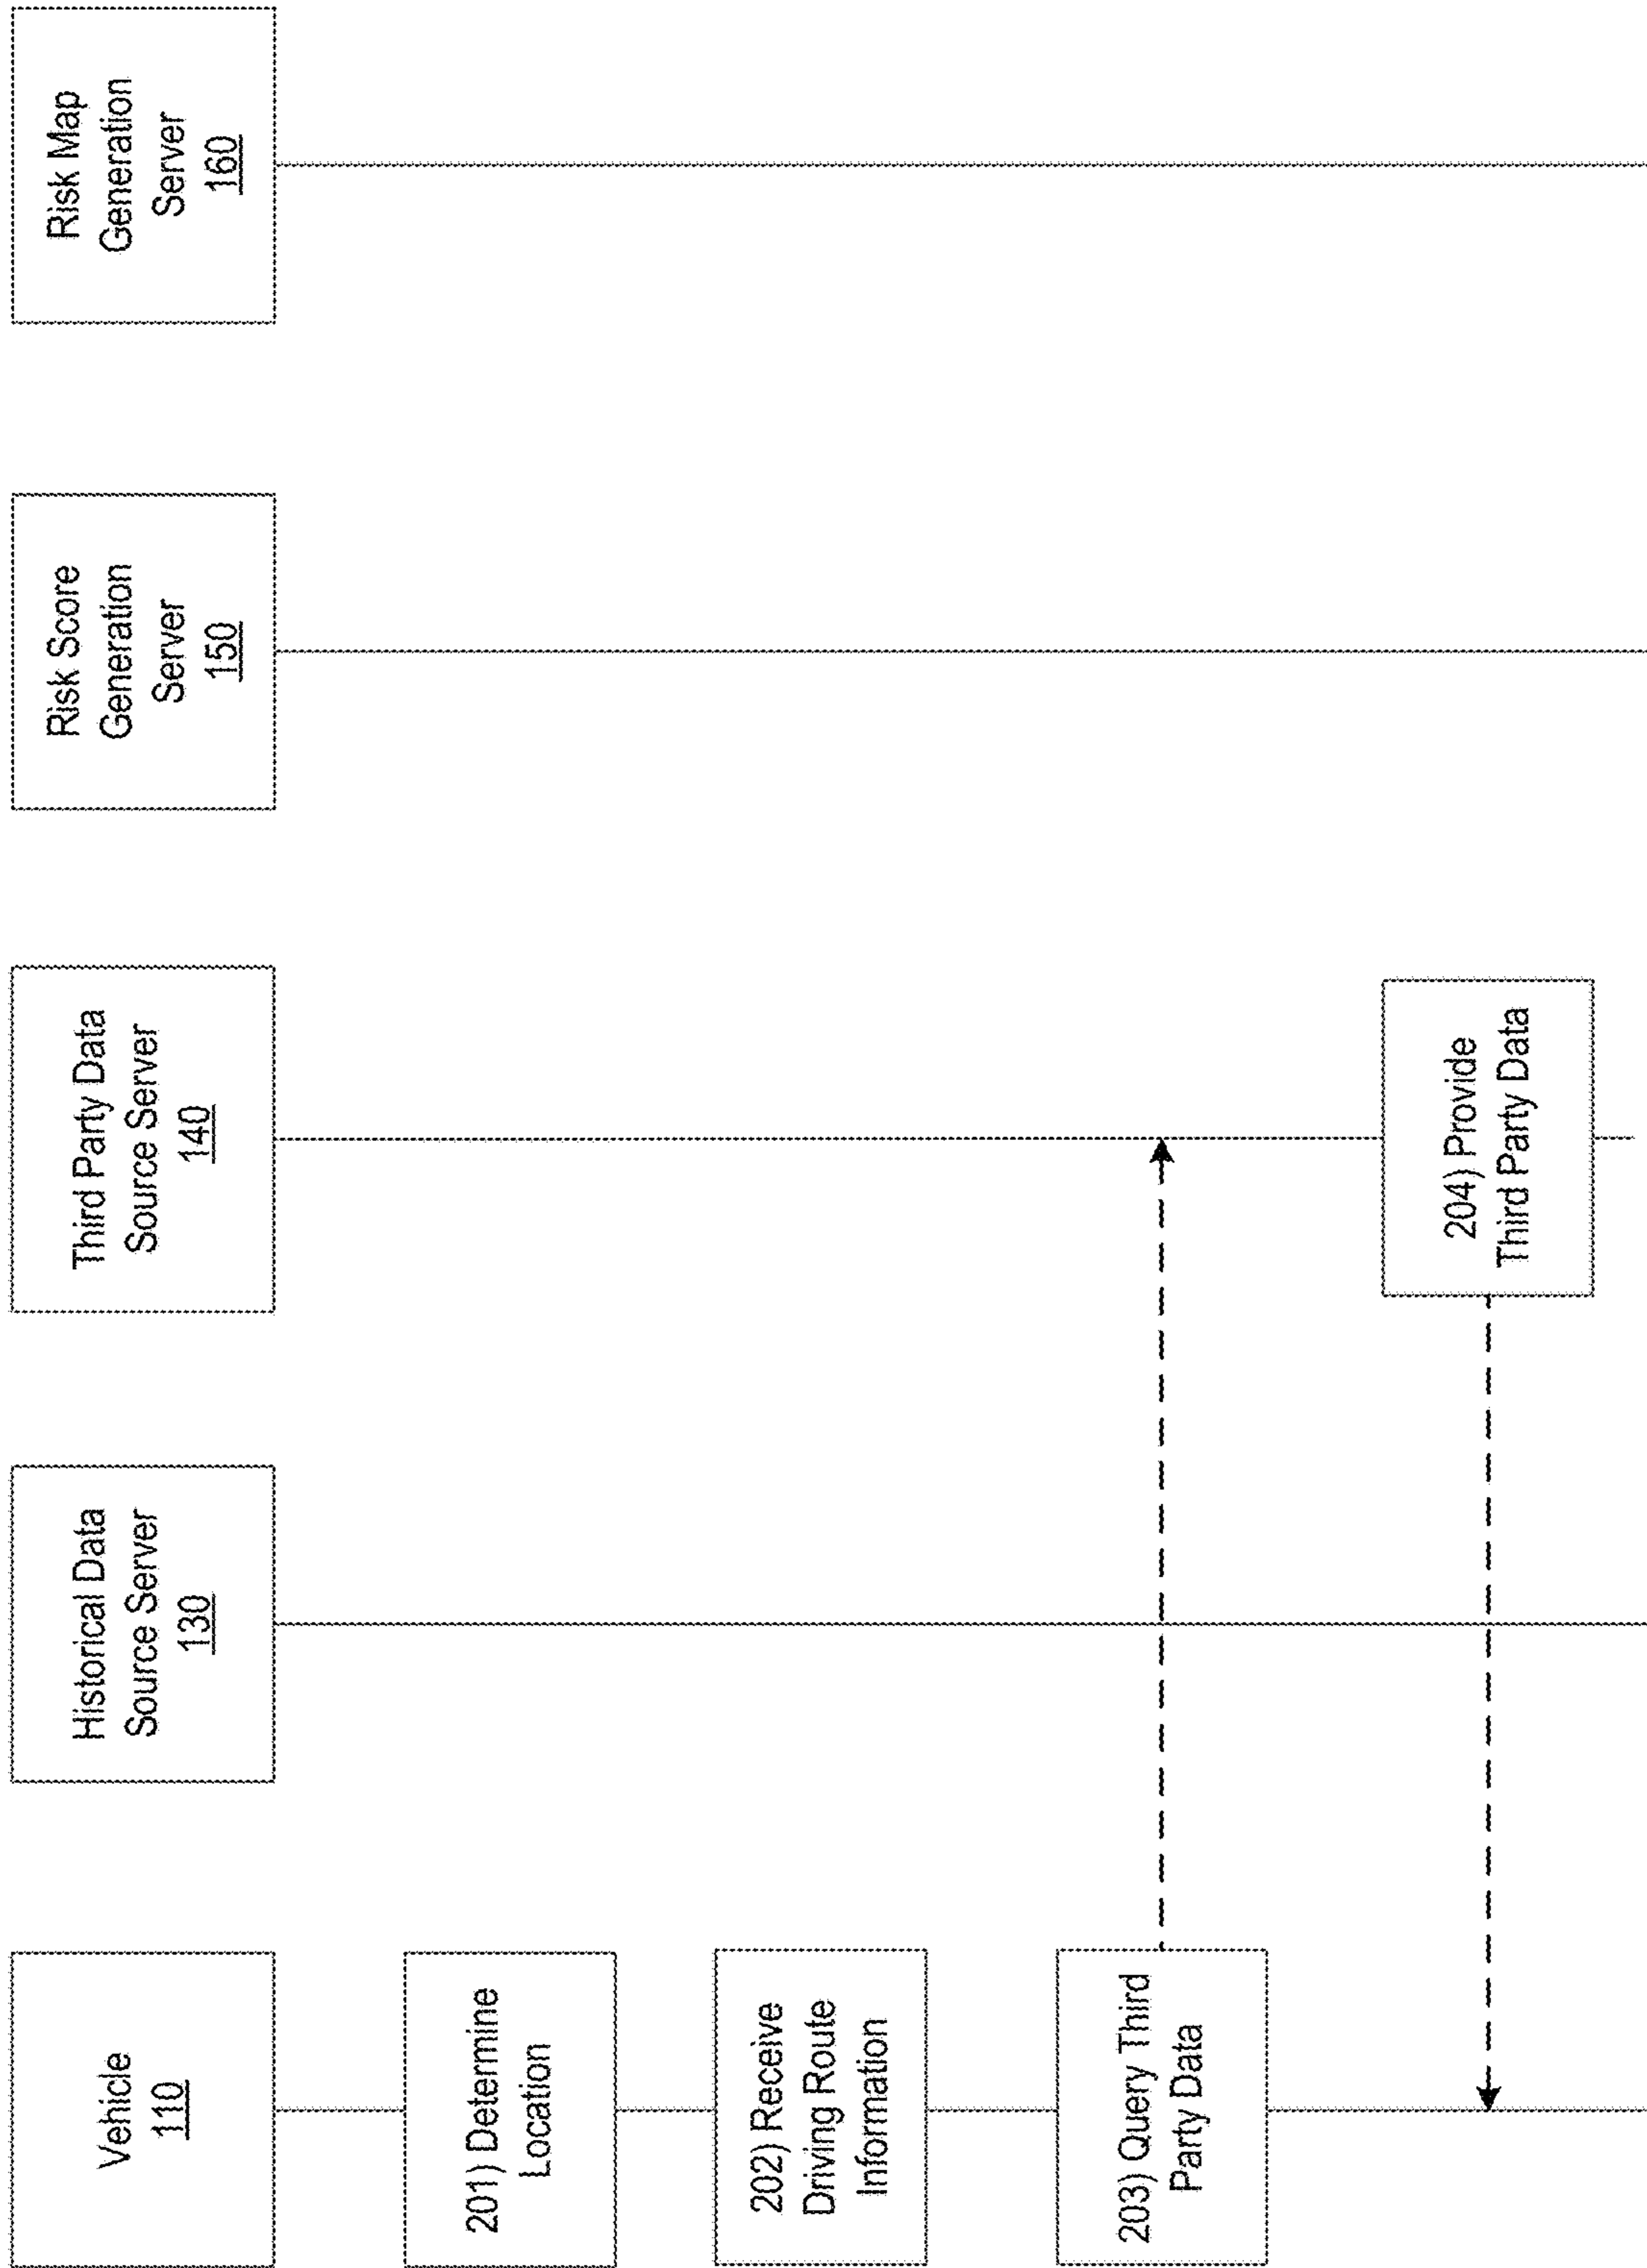 Vehicle
110
Historical Data
Source Server
130
Third Party Data
Source Server
140
Risk Score
Generation
Server
150
Risk Map
Generation
Server
160
201) Determine
Location
202) Receive
Driving Route
Information
203) Query Third
Party Data
204) Provide
Third Party Data